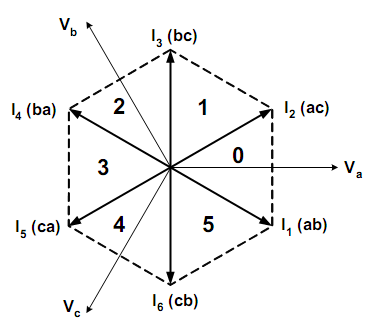 V_b
I_3 (bc)
I_4 (ba)
2
1
I_2 (ac)
3
0
V_a
I_5 (ca)
4
5
I_1 (ab)
V_c
I_6 (cb)